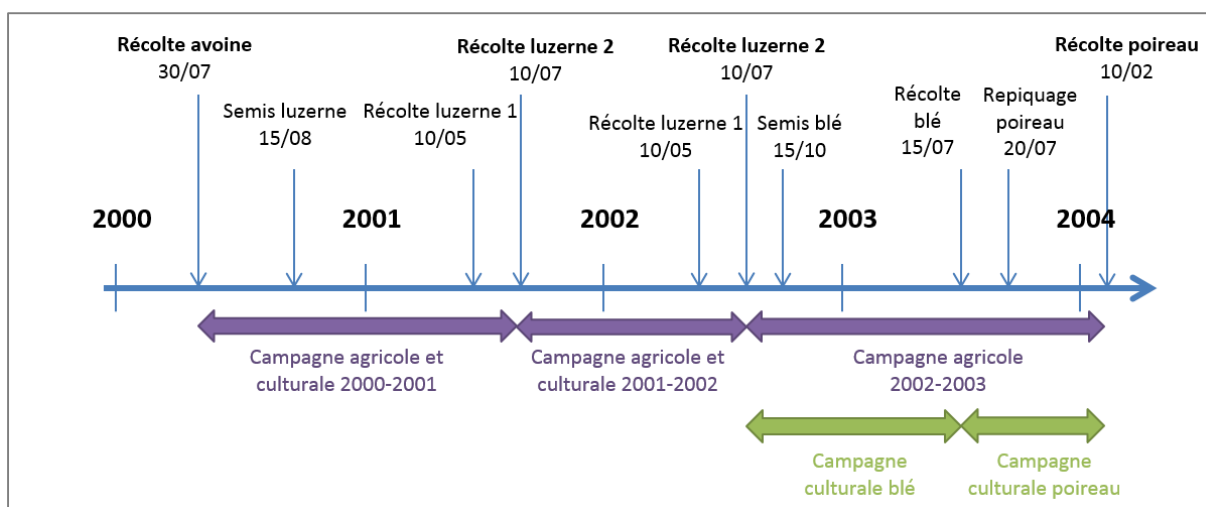 Récolte avoine
30/07
Récolte luzerne 2
10/07
Récolte luzerne 2
10/07
Récolte poireau
10/02
Semis luzerne
15/08
Récolte luzerne 1
10/05
Récolte luzerne 1
10/05
Semis blé
15/10
Récolte
blé
15/07
Repiquage
poireau
20/07
2000
2001
2002
2003
2004
Campagne agricole et
culturale 2000-2001
Campagne agricole et
culturale 2001-2002
Campagne agricole
2002-2003
Campagne
culturale blé
Campagne
culturale poireau